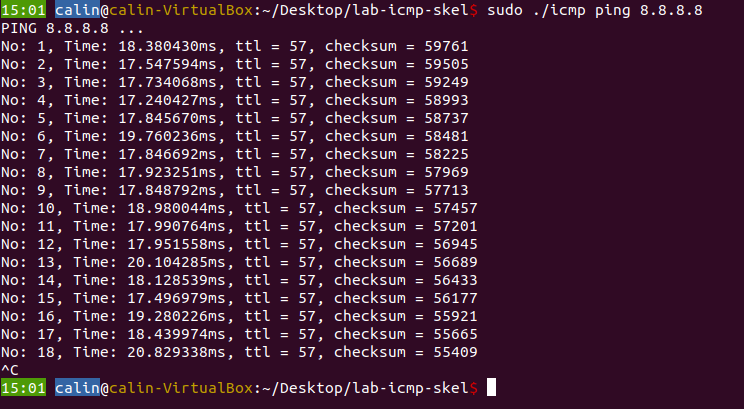 15:01 calin@calin-VirtualBox:~/Desktop/lab-icmp-skel$ sudo ./icmp ping 8.8.8.8
PING 8.8.8.8 ...
No: 1, Time: 18.380430ms, ttl = 57, checksum = 59761
No: 2, Time: 17.547594ms, ttl = 57, checksum = 59505
No: 3, Time: 17.734068ms, ttl = 57, checksum = 59249
No: 4, Time: 17.240427ms, ttl = 57, checksum = 58993
No: 5, Time: 17.845670ms, ttl = 57, checksum = 58737
No: 6, Time: 19.760236ms, ttl = 57, checksum = 58481
No: 7, Time: 17.846692ms, ttl = 57, checksum = 58225
No: 8, Time: 17.923251ms, ttl = 57, checksum = 57969
No: 9, Time: 17.848792ms, ttl = 57, checksum = 57713
No: 10, Time: 18.980044ms, ttl = 57, checksum = 57457
No: 11, Time: 17.990764ms, ttl = 57, checksum = 57201
No: 12, Time: 17.951558ms, ttl = 57, checksum = 56945
No: 13, Time: 20.104285ms, ttl = 57, checksum = 56689
No: 14, Time: 18.128539ms, ttl = 57, checksum = 56433
No: 15, Time: 17.496979ms, ttl = 57, checksum = 56177
No: 16, Time: 19.280226ms, ttl = 57, checksum = 55921
No: 17, Time: 18.439974ms, ttl = 57, checksum = 55665
No: 18, Time: 20.829338ms, ttl = 57, checksum = 55409
^C
15:01 calin@calin-VirtualBox:~/Desktop/lab-icmp-skel$